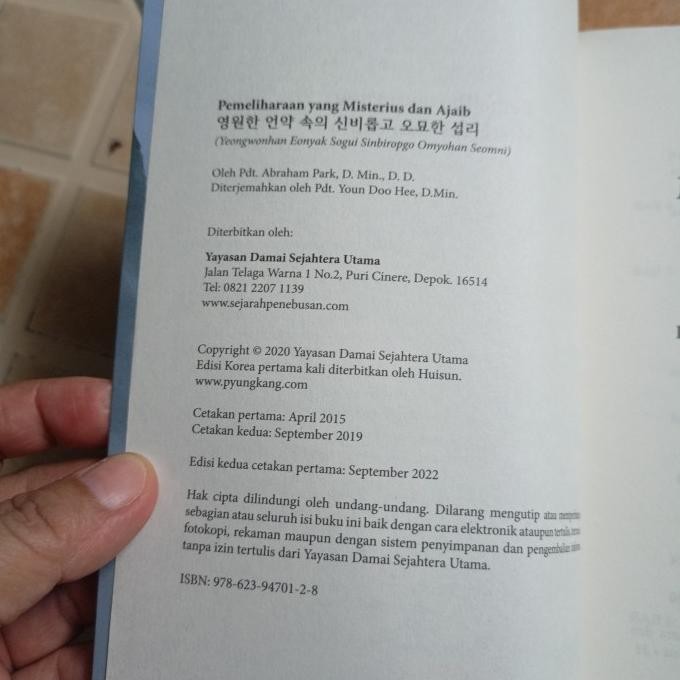 Pemeliharaan yang Misterius dan Ajaib
영원한 언약 속의 신비롭고 오묘한 섭리
(Yeongwonhan Eonyak Sogui Sinbiropgo Omyohan Seomni)
Oleh Pdt. Abraham Park, D. Min., D. D.
Diterjemahkan oleh Pdt. Youn Doo Hee, D.Min.
Diterbitkan oleh:
Yayasan Damai Sejahtera Utama
Jalan Telaga Warna 1 No.2, Puri Cinere, Depok. 16514
Tel: 0821 2207 1139
www.sejarahpenebusan.com
Copyright © 2020 Yayasan Damai Sejahtera Utama
Edisi Korea pertama kali diterbitkan oleh Huisun.
www.pyungkang.com
Cetakan pertama: April 2015
Cetakan kedua: September 2019
Edisi kedua cetakan pertama: September 2022
Hak cipta dilindungi oleh undang-undang. Dilarang mengutip atau
sebagian atau seluruh isi buku ini baik dengan cara elektronik ataupun tertulis,
fotokopi, rekaman maupun dengan sistem penyimpanan dan pengembalian
tanpa izin tertulis dari Yayasan Damai Sejahtera Utama.
ISBN: 978-623-94701-2-8